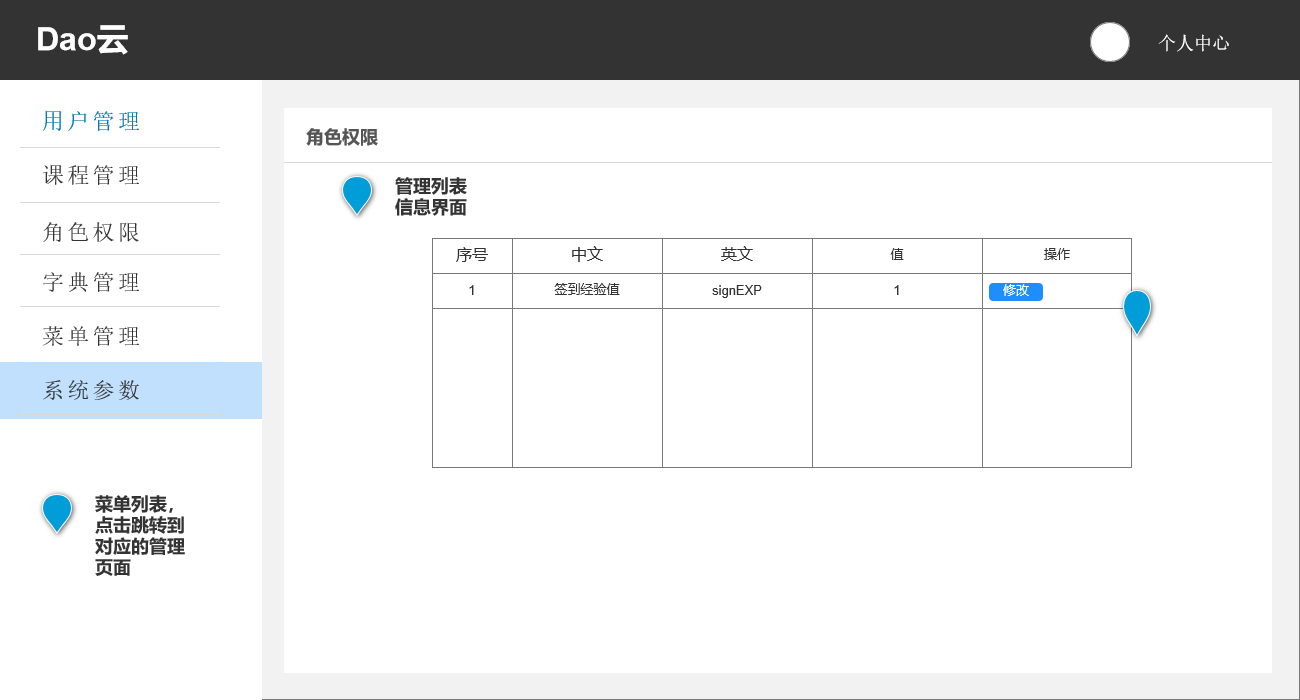 Dao云
个人中心
用户管理
课程管理
角色权限
字典管理
菜单管理
系统参数
菜单列表，
点击跳转到
对应的管理
页面
角色权限
管理列表
信息界面
序号 中文 英文 值 操作
1 签到经验值 signEXP 1 修改